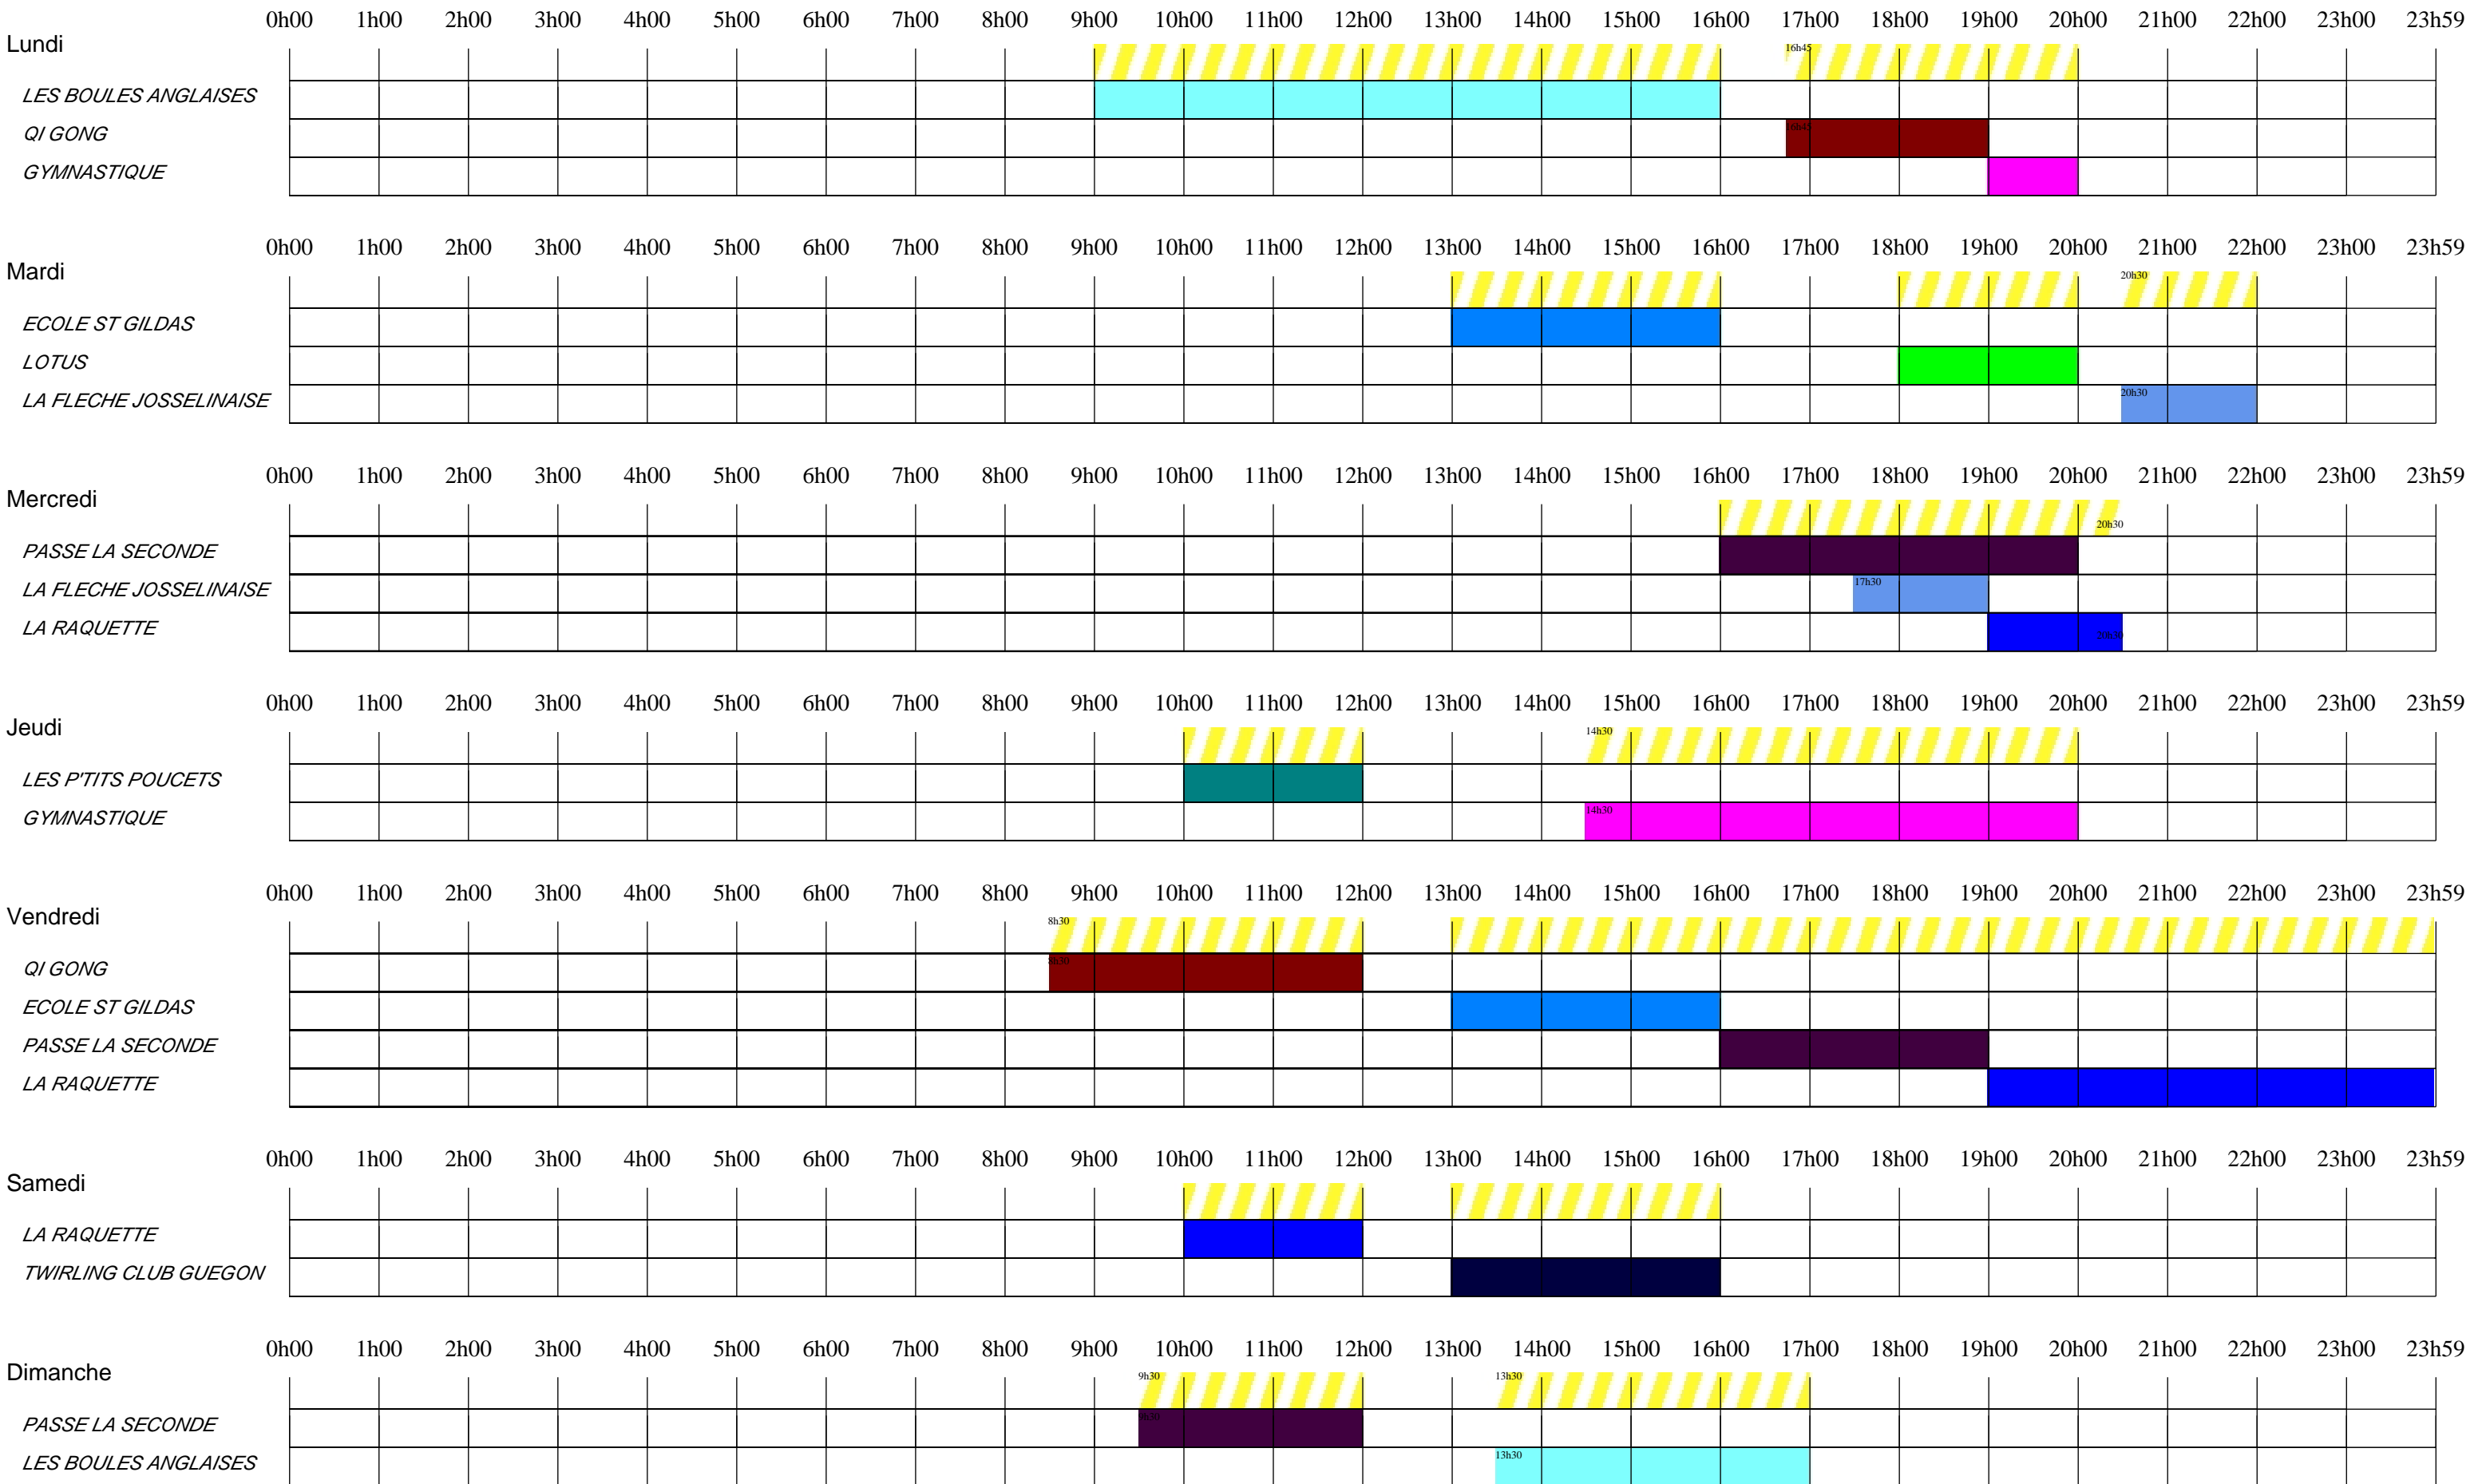 0h00 1h00 2h00 3h00 4h00 5h00 6h00 7h00 8h00 9h00 10h00 11h00 12h00 13h00 14h00 15h00 16h00 17h00 18h00 19h00 20h00 21h00 22h00 23h00 23h59
Lundi
16h45
LES BOULES ANGLAISES
QI GONG
16h45
GYMNASTIQUE
0h00 1h00 2h00 3h00 4h00 5h00 6h00 7h00 8h00 9h00 10h00 11h00 12h00 13h00 14h00 15h00 16h00 17h00 18h00 19h00 20h00 21h00 22h00 23h00 23h59
Mardi
20h30
ECOLE ST GILDAS
LOTUS
LA FLECHE JOSSELINAISE
20h30
0h00 1h00 2h00 3h00 4h00 5h00 6h00 7h00 8h00 9h00 10h00 11h00 12h00 13h00 14h00 15h00 16h00 17h00 18h00 19h00 20h00 21h00 22h00 23h00 23h59
Mercredi
20h30
PASSE LA SECONDE
LA FLECHE JOSSELINAISE
17h30
LA RAQUETTE
20h30
0h00 1h00 2h00 3h00 4h00 5h00 6h00 7h00 8h00 9h00 10h00 11h00 12h00 13h00 14h00 15h00 16h00 17h00 18h00 19h00 20h00 21h00 22h00 23h00 23h59
Jeudi
14h30
LES P'TITS POUCETS
GYMNASTIQUE
14h30
0h00 1h00 2h00 3h00 4h00 5h00 6h00 7h00 8h00 9h00 10h00 11h00 12h00 13h00 14h00 15h00 16h00 17h00 18h00 19h00 20h00 21h00 22h00 23h00 23h59
Vendredi
8h30
QI GONG
8h30
ECOLE ST GILDAS
PASSE LA SECONDE
LA RAQUETTE
0h00 1h00 2h00 3h00 4h00 5h00 6h00 7h00 8h00 9h00 10h00 11h00 12h00 13h00 14h00 15h00 16h00 17h00 18h00 19h00 20h00 21h00 22h00 23h00 23h59
Samedi
LA RAQUETTE
TWIRLING CLUB GUEGON
0h00 1h00 2h00 3h00 4h00 5h00 6h00 7h00 8h00 9h00 10h00 11h00 12h00 13h00 14h00 15h00 16h00 17h00 18h00 19h00 20h00 21h00 22h00 23h00 23h59
Dimanche
9h30 13h30
PASSE LA SECONDE
9h30
LES BOULES ANGLAISES
13h30